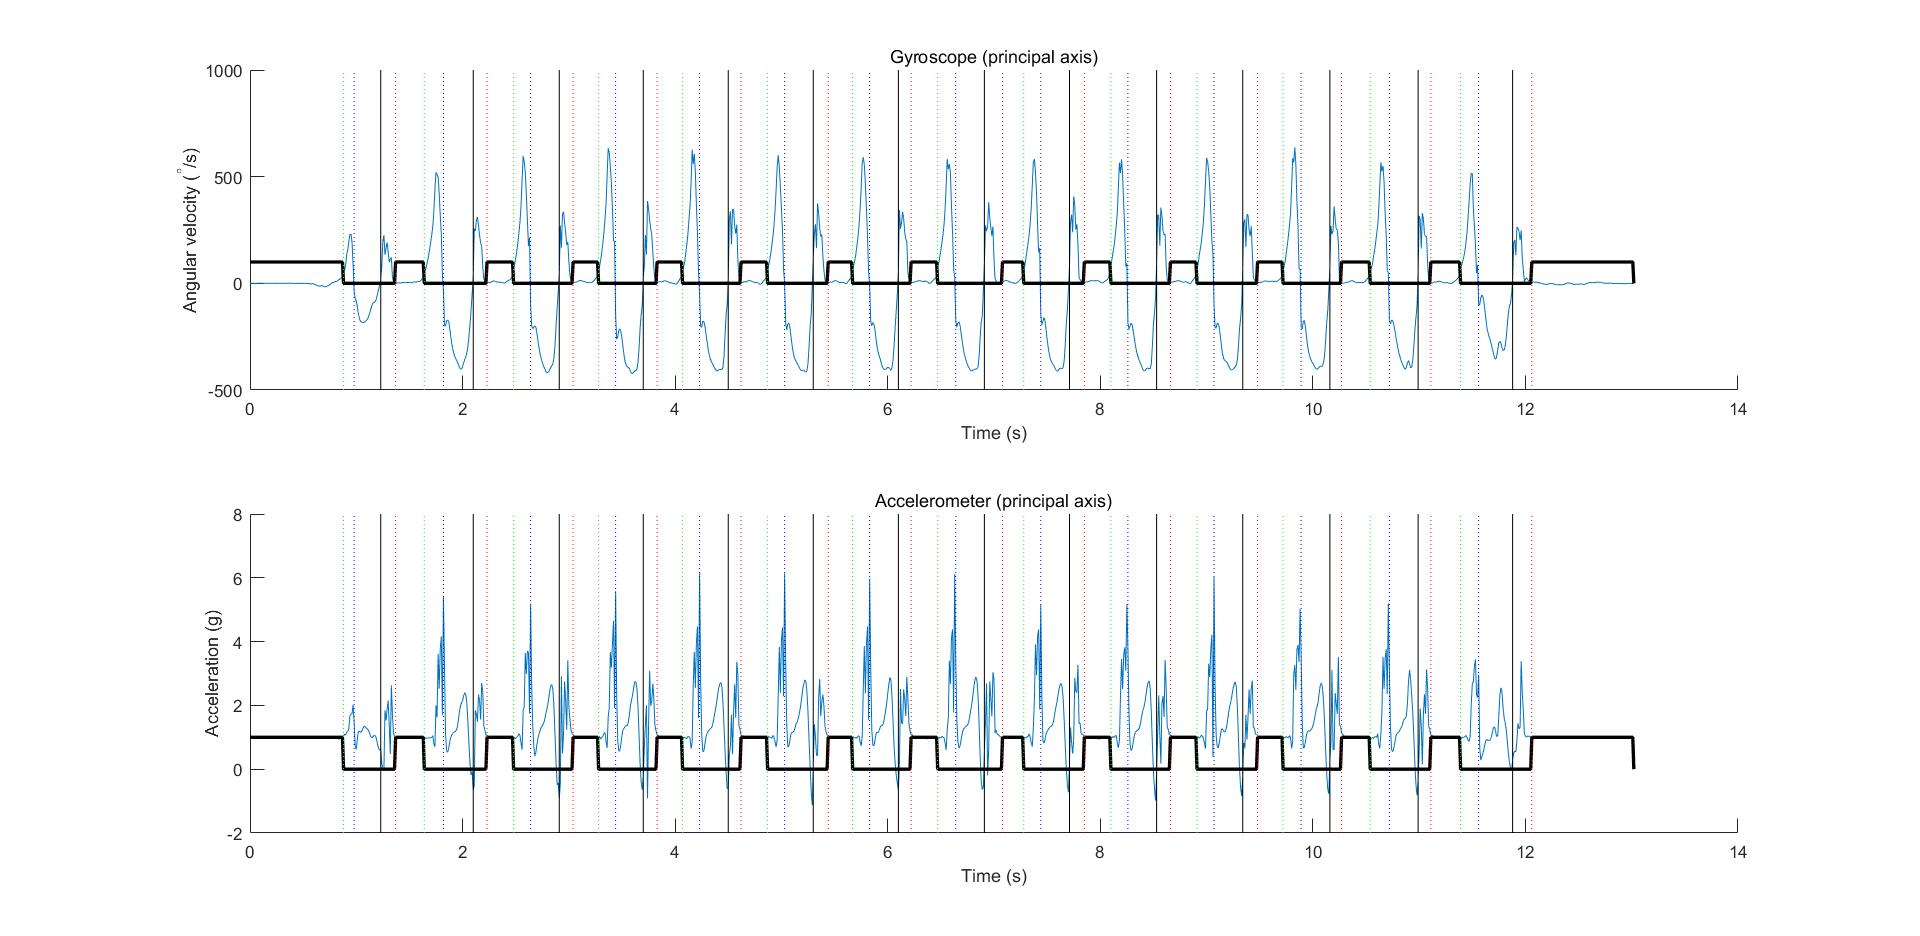 Gyroscope (principal axis)
1000
500
0
-500
Angular velocity (°/s)
0 2 4 6 8 10 12 14
Time (s)
Accelerometer (principal axis)
8
6
4
2
0
-2
Acceleration (g)
0 2 4 6 8 10 12 14
Time (s)